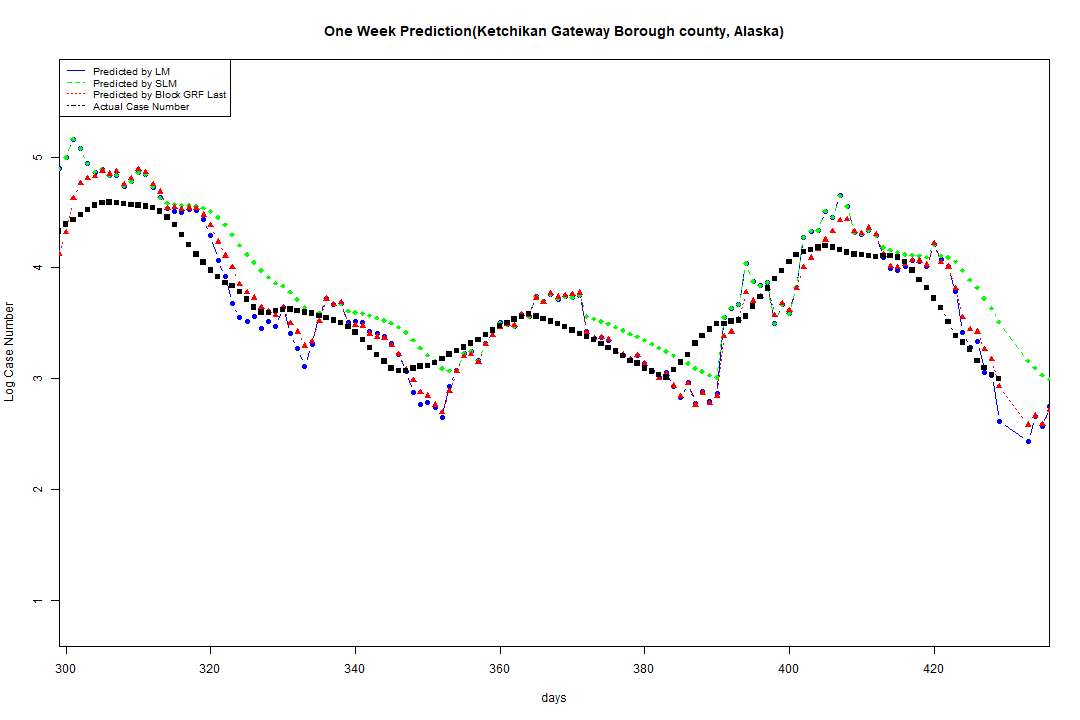 One Week Prediction(Ketchikan Gateway Borough county, Alaska)
Predicted by LM
Predicted by SLM
Predicted by Block GRF Last
Actual Case Number
5
4
3
2
1
Log Case Number
300 320 340 360 380 400 420
days